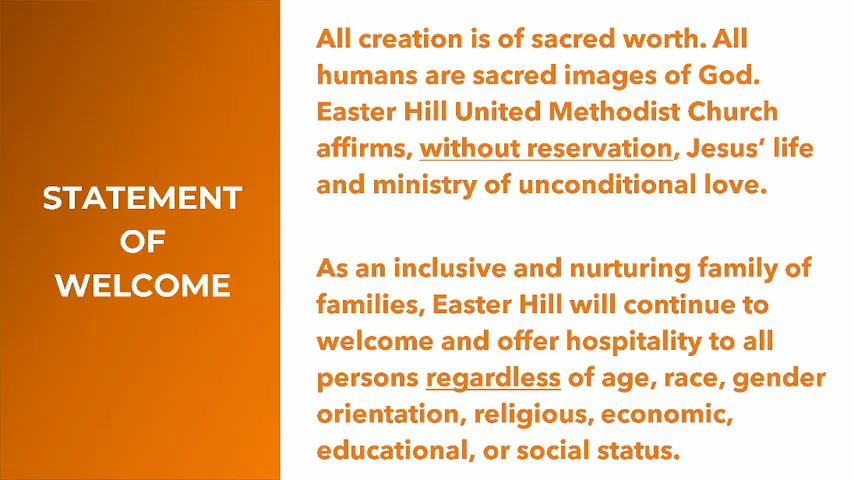 STATEMENT
OF
WELCOME
All creation is of sacred worth. All
humans are sacred images of God.
Easter Hill United Methodist Church
affirms, without reservation, Jesus’ life
and ministry of unconditional love.
As an inclusive and nurturing family of
families, Easter Hill will continue to
welcome and offer hospitality to all
persons regardless of age, race, gender
orientation, religious, economic,
educational, or social status.